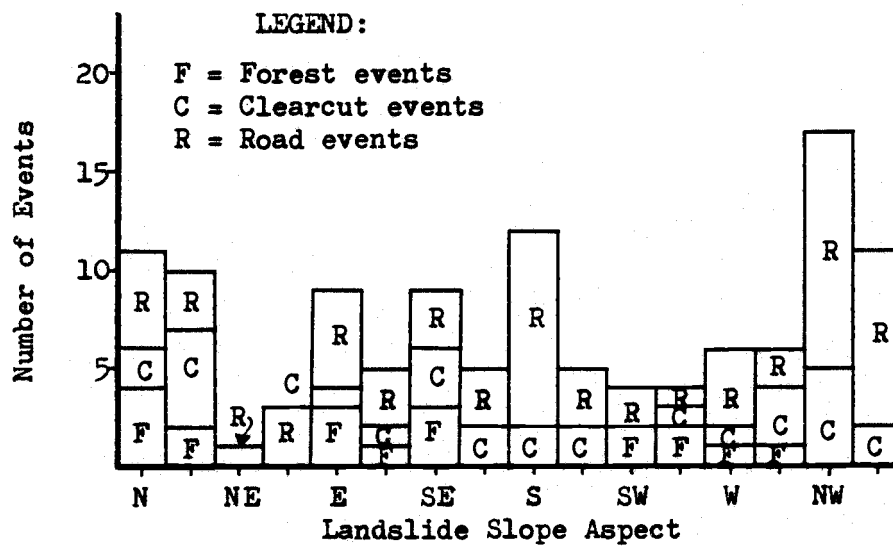 LEGEND:
F = Forest events
C = Clearcut events
R = Road events
Number of Events
20
15
10
5
R
C
F
R
C
F
R
C
R
R
F
R
C
F
R
C
F
R
C
R
C
R
C
R
F
R
C
F
R
C
F
R
C
F
R
C
R
C
N NE E SE S SW W NW
Landslide Slope Aspect